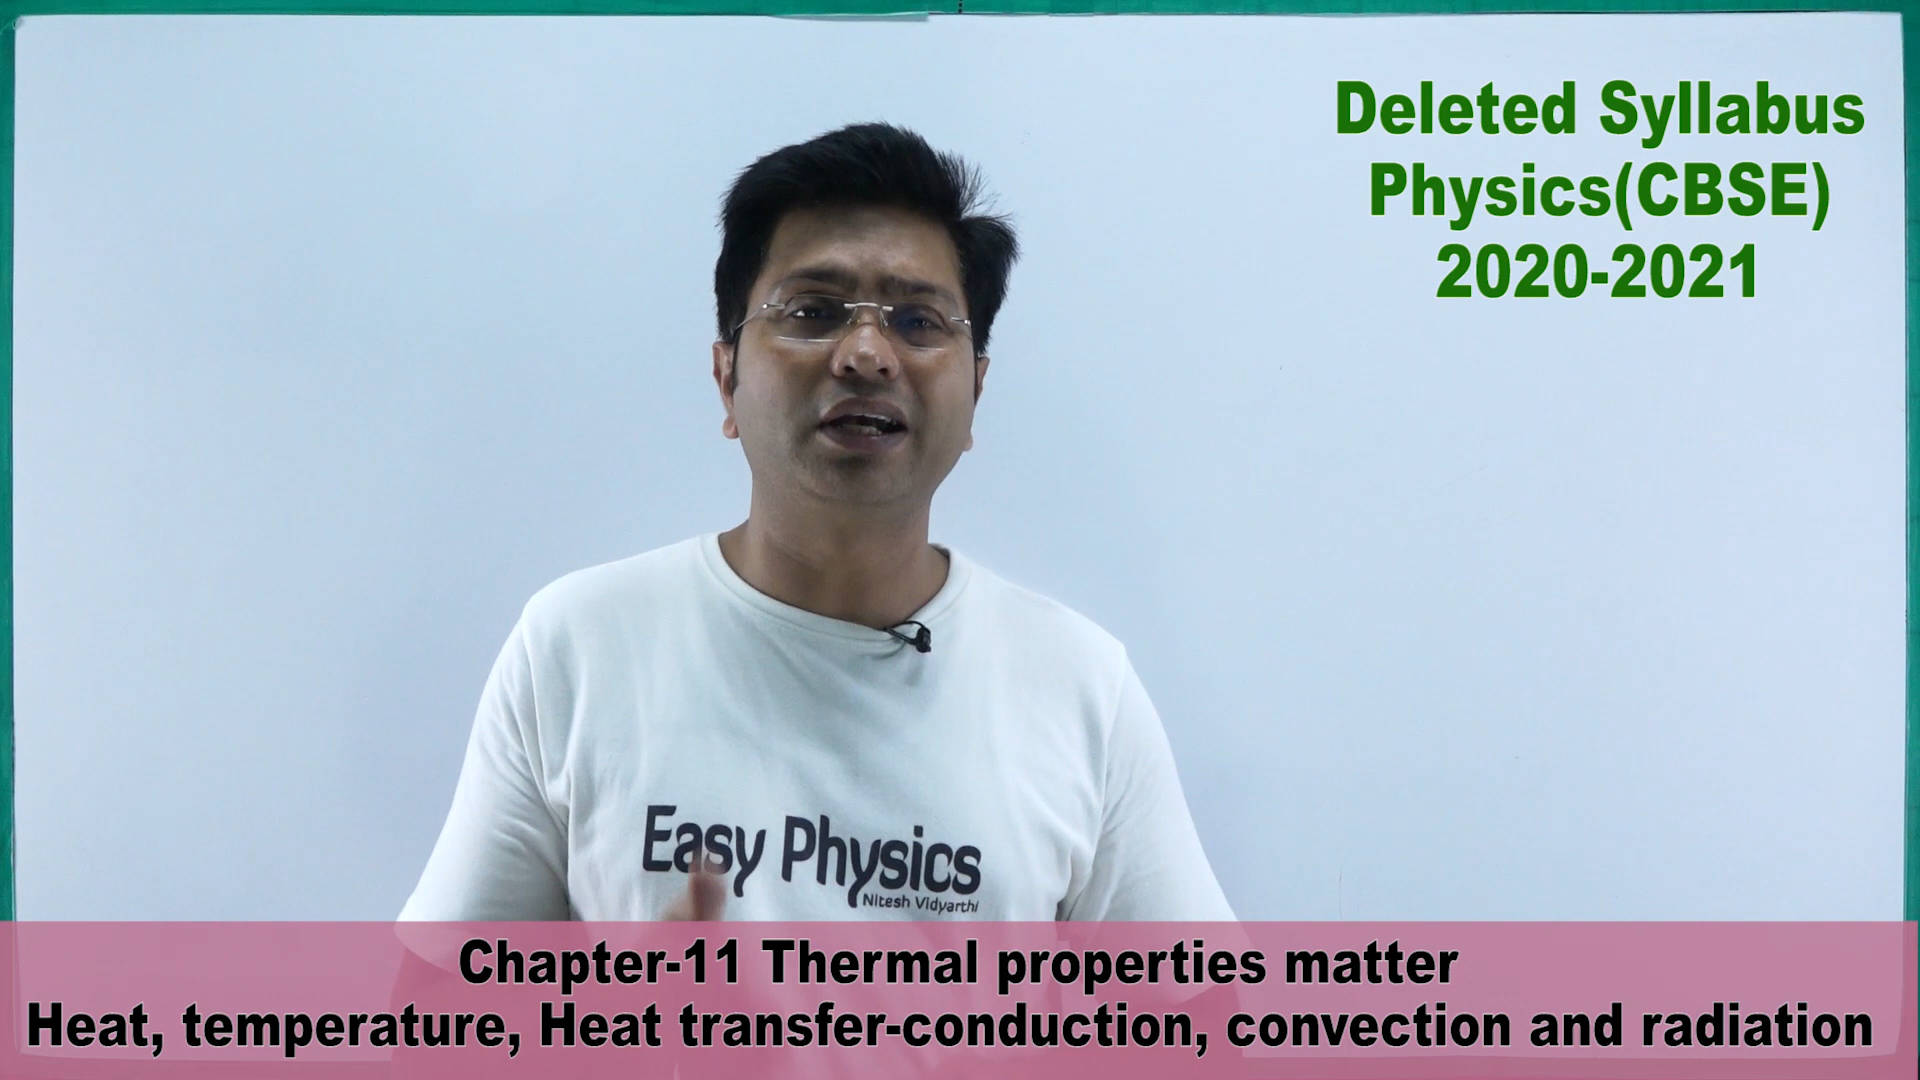 Deleted Syllabus
Physics(CBSE)
2020-2021
Easy Physics
Nitesh Vidyarthi
Chapter-11 Thermal properties matter
Heat, temperature, Heat transfer-conduction, convection and radiation